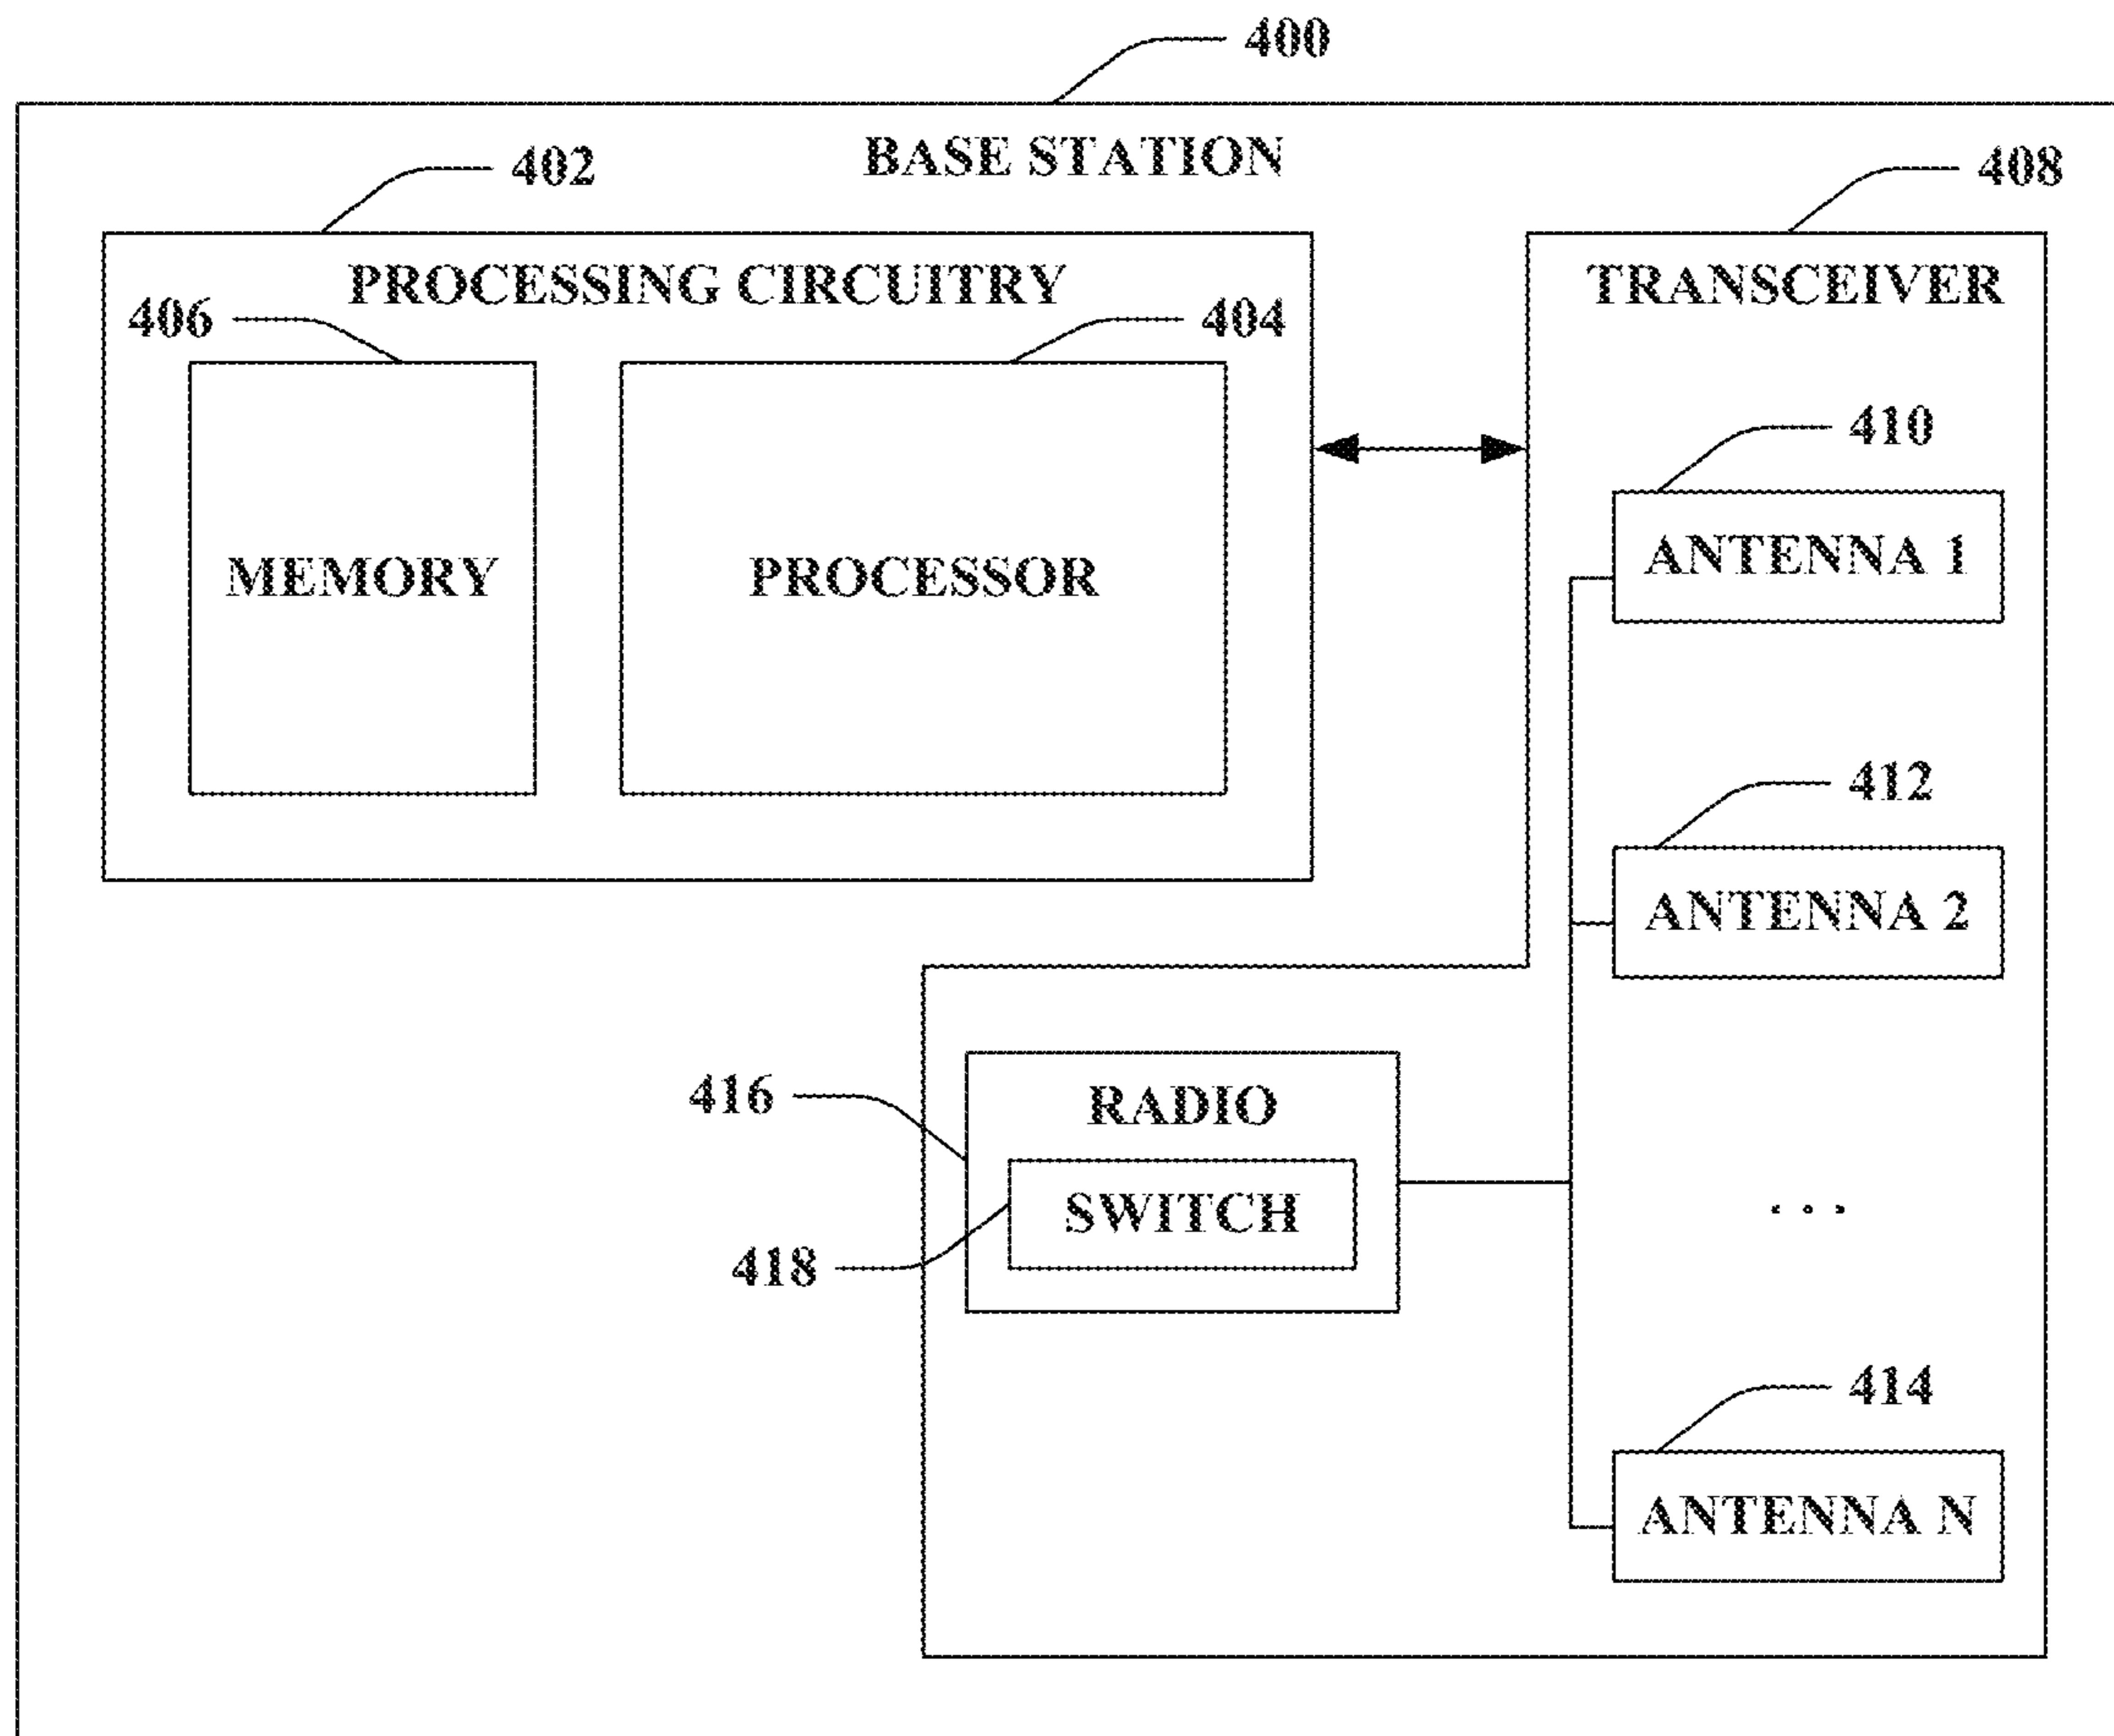 400
BASE STATION
402
408
PROCESSING CIRCUITRY
TRANSCEIVER
406
404
410
MEMORY
PROCESSOR
ANTENNA 1
412
ANTENNA 2
416
RADIO
SWITCH
418
. . .
414
ANTENNA N